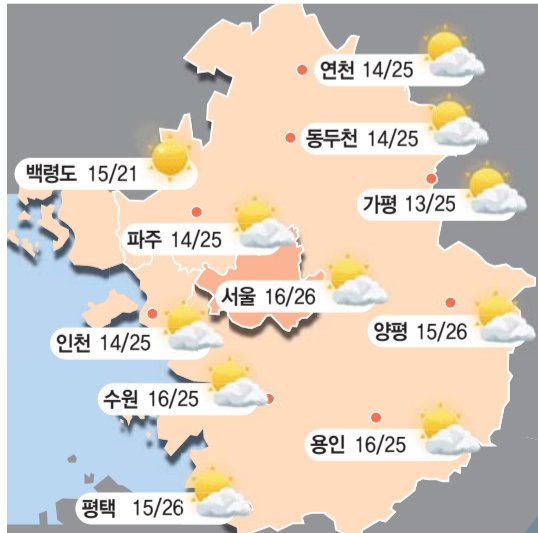 연천 14/25
동두천 14/25
백령도 15/21
가평 13/25
파주 14/25
서울 16/26
인천 14/25
양평 15/26
수원 16/25
용인 16/25
평택 15/26